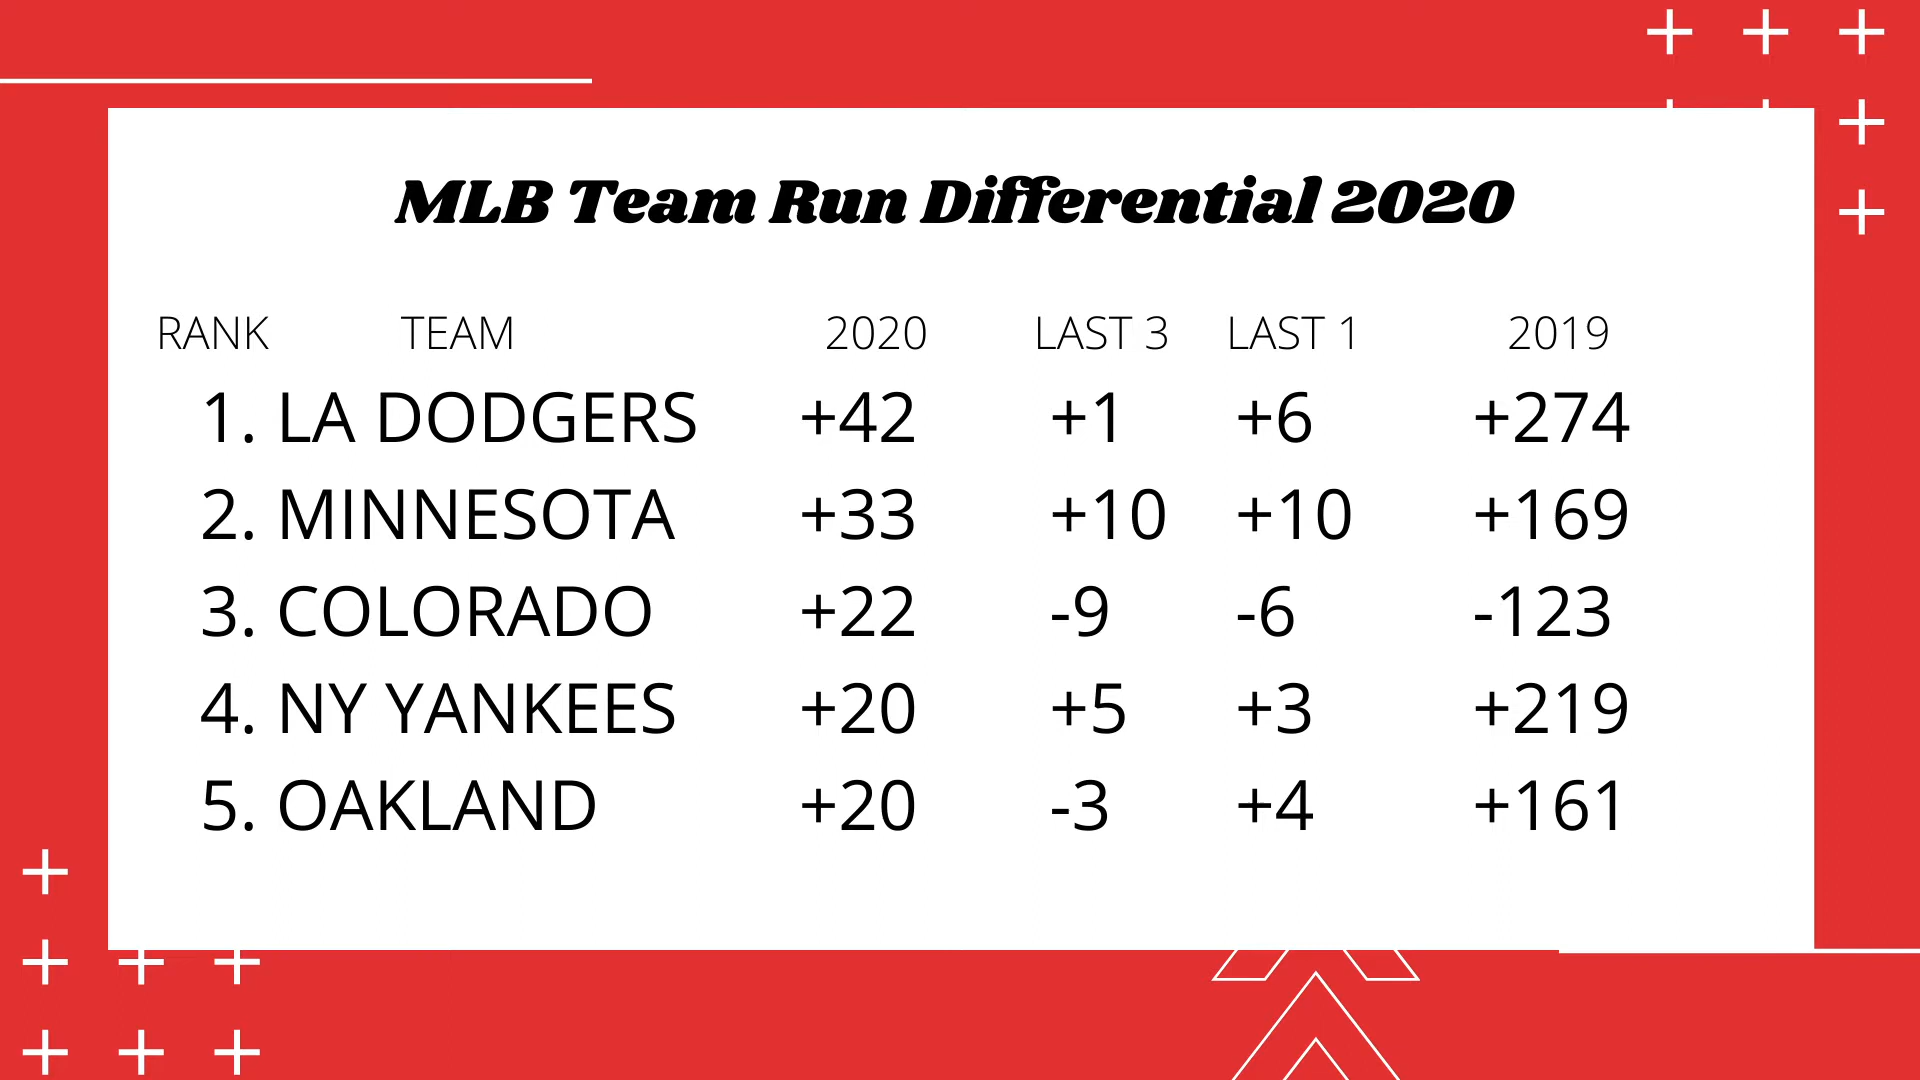 MLB Team Run Differential 2020
RANK TEAM 2020 LAST 3 LAST 1 2019
1. LA DODGERS +42 +1 +6 +274
2. MINNESOTA +33 +10 +10 +169
3. COLORADO +22 -9 -6 -123
4. NY YANKEES +20 +5 +3 +219
5. OAKLAND +20 -3 +4 +161